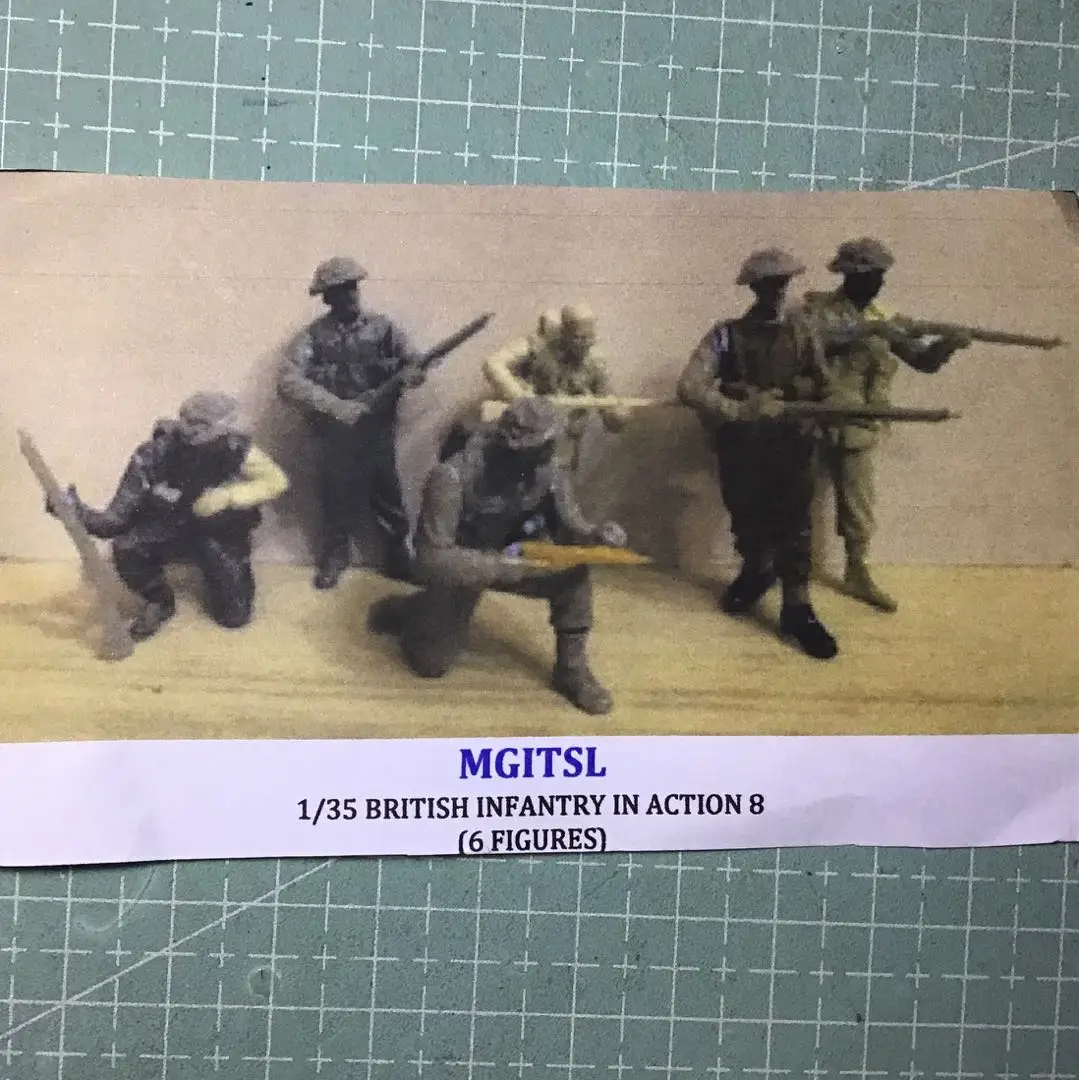 MGITSL
1/35 BRITISH INFANTRY IN ACTION 8
(6 FIGURES)